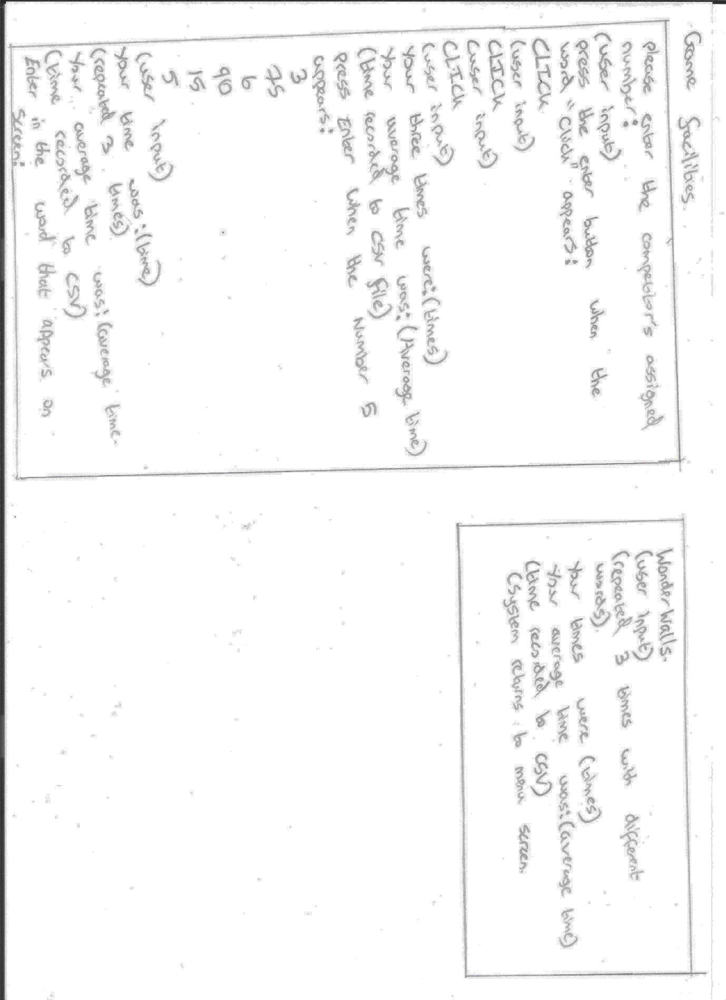 Game Facilities.
please enter the competitor's assigned
number:
(user input)
press the enter button when the
word "Click" appears:
CLICK
(user input)
CLICK
(user input)
CLICK
(user input)
Your three times were:(times)
Your average time was:(Average time)
(time recorded to CSV file)
press Enter when the Number 5
appears:
3
75
6
90
15
5
(user input)
Your time was:(time)
(repeated 3 times)
Your average time was:(average time.
(time recorded to CSV)
Enter in the word that appears on
screen:
Wonder Walls.
(user input)
(repeated 3 times with different
words).
Your times were (times)
Your average time was:(average time)
(time recorded to CSV)
(System returns to menu screen.